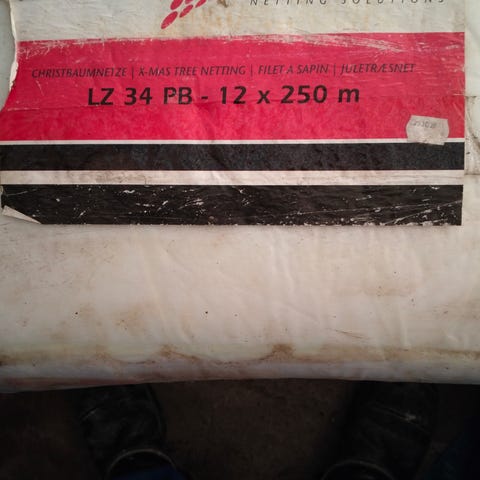 NETTING SOLUTIONS
CHRISTBAUMNETZE | X-MAS TREE NETTING | FILET A SAPIN | JULETRÆSNET
LZ 34 PB - 12 x 250 m